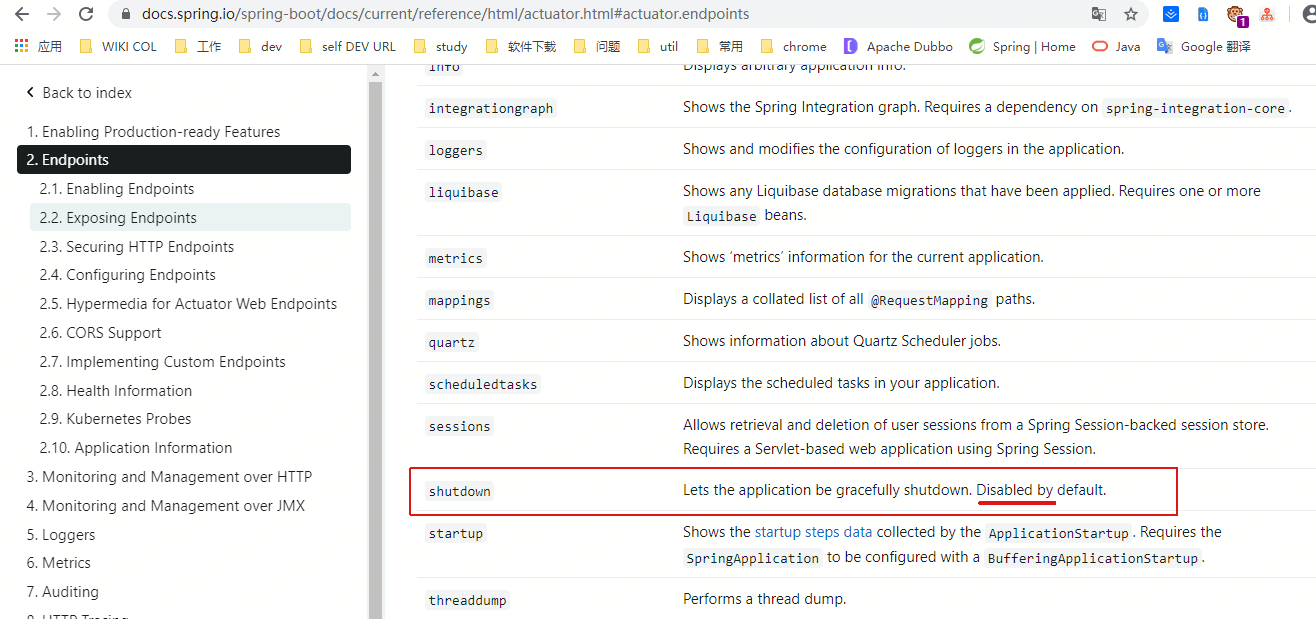 docs.spring.io/spring-boot/docs/current/reference/html/actuator.html#actuator.endpoints
1
应用 WIKI COL 工作 dev self DEV URL study 软件下载 问题 util 常用 chrome Apache Dubbo Spring | Home Java Google 翻译
Back to index
1. Enabling Production-ready Features
2. Endpoints
2.1. Enabling Endpoints
2.2. Exposing Endpoints
2.3. Securing HTTP Endpoints
2.4. Configuring Endpoints
2.5. Hypermedia for Actuator Web Endpoints
2.6. CORS Support
2.7. Implementing Custom Endpoints
2.8. Health Information
2.9. Kubernetes Probes
2.10. Application Information
3. Monitoring and Management over HTTP
4. Monitoring and Management over JMX
5. Loggers
6. Metrics
7. Auditing
8. HTTP Tracing
info Displays arbitrary application info.
integrationgraph Shows the Spring Integration graph. Requires a dependency on spring-integration-core.
loggers Shows and modifies the configuration of loggers in the application.
liquibase Shows any Liquibase database migrations that have been applied. Requires one or more
Liquibase beans.
metrics Shows ‘metrics’ information for the current application.
mappings Displays a collated list of all @RequestMapping paths.
quartz Shows information about Quartz Scheduler jobs.
scheduledtasks Displays the scheduled tasks in your application.
sessions Allows retrieval and deletion of user sessions from a Spring Session-backed session store.
Requires a Servlet-based web application using Spring Session.
shutdown Lets the application be gracefully shutdown. Disabled by default.
startup Shows the startup steps data collected by the ApplicationStartup. Requires the
SpringApplication to be configured with a BufferingApplicationStartup.
threaddump Performs a thread dump.